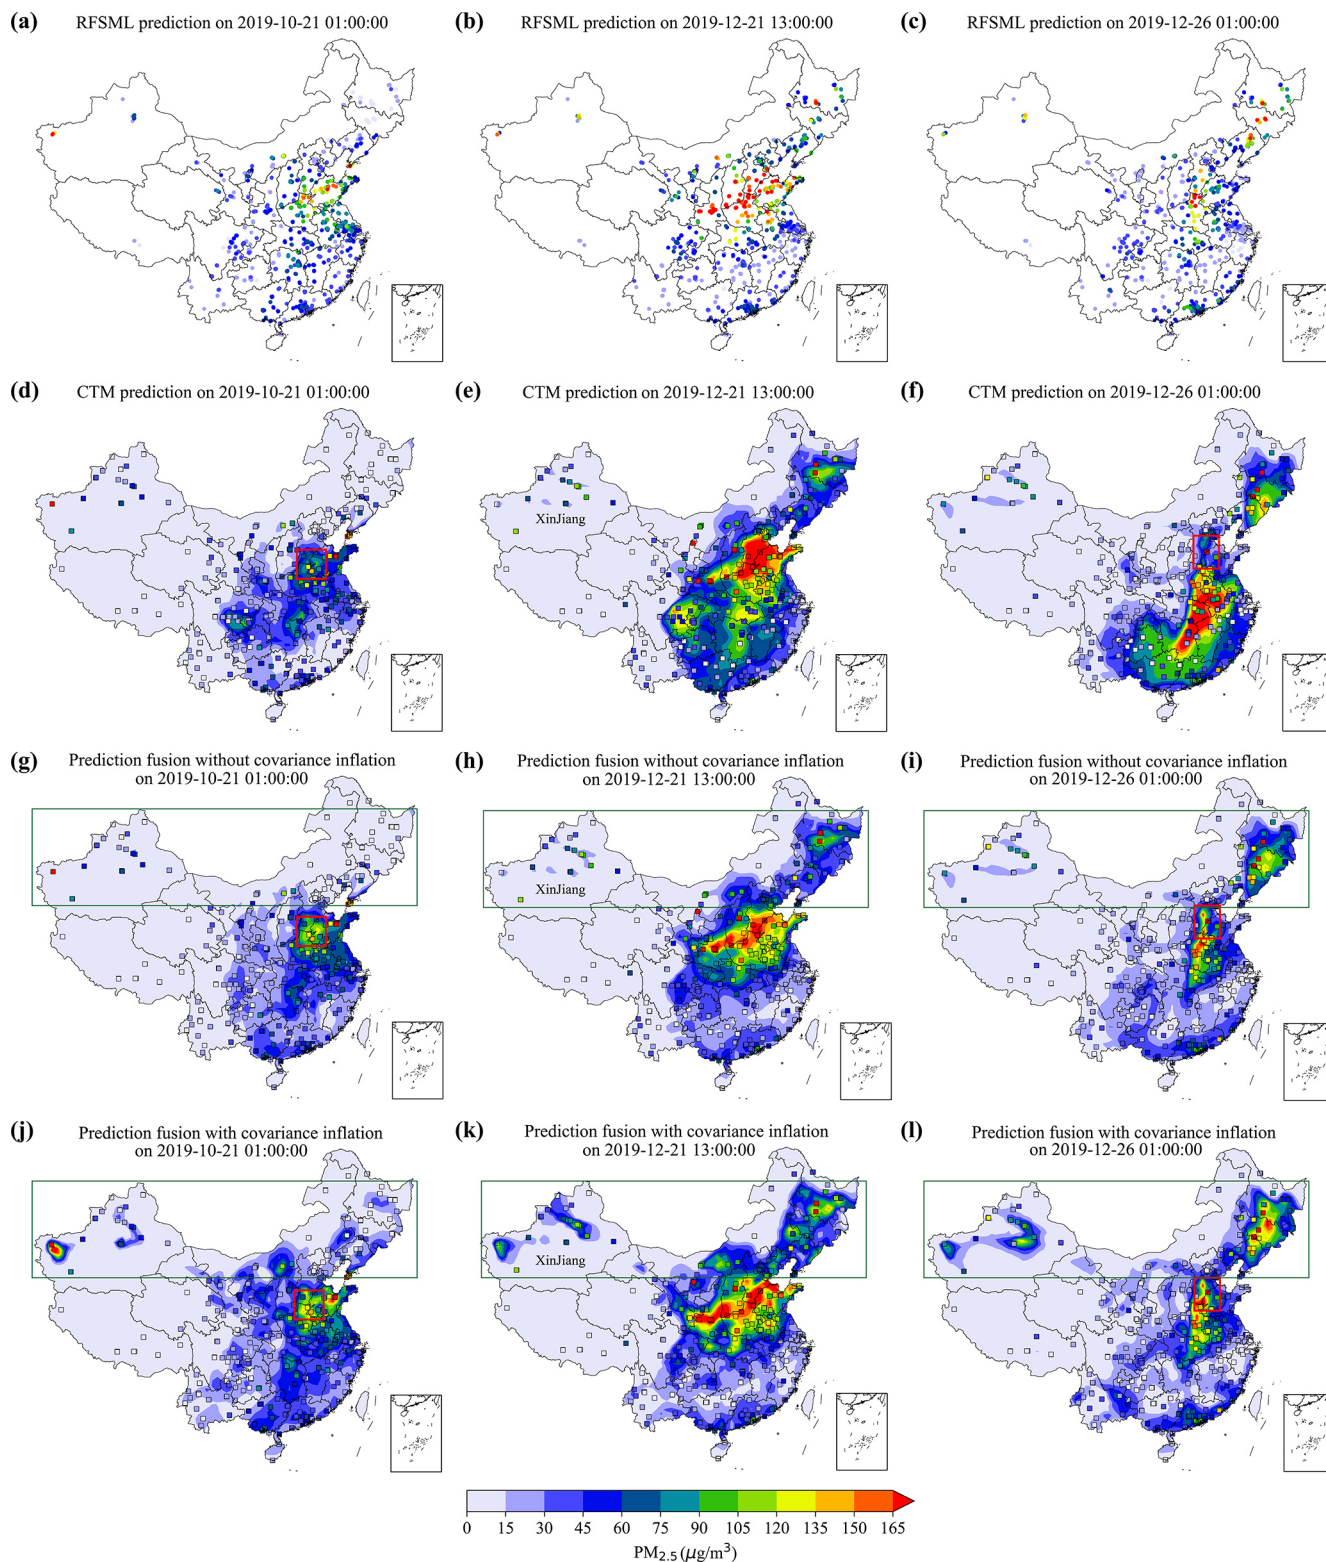 (a) RFSML prediction on 2019-10-21 01:00:00
(b) RFSML prediction on 2019-12-21 13:00:00
(c) RFSML prediction on 2019-12-26 01:00:00
(d) CTM prediction on 2019-10-21 01:00:00
(e) CTM prediction on 2019-12-21 13:00:00
(f) CTM prediction on 2019-12-26 01:00:00
XinJiang
(g) Prediction fusion without covariance inflation
on 2019-10-21 01:00:00
(h) Prediction fusion without covariance inflation
on 2019-12-21 13:00:00
(i) Prediction fusion without covariance inflation
on 2019-12-26 01:00:00
XinJiang
(j) Prediction fusion with covariance inflation
on 2019-10-21 01:00:00
(k) Prediction fusion with covariance inflation
on 2019-12-21 13:00:00
(l) Prediction fusion with covariance inflation
on 2019-12-26 01:00:00
XinJiang
0 15 30 45 60 75 90 105 120 135 150 165
PM2.5 (μg/m³)